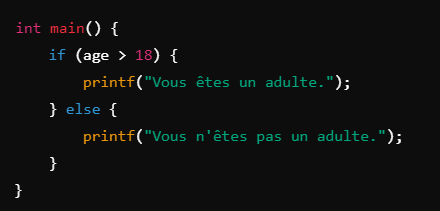 int main() {
    if (age > 18) {
        printf("Vous êtes un adulte.");
    } else {
        printf("Vous n'êtes pas un adulte.");
    }
}